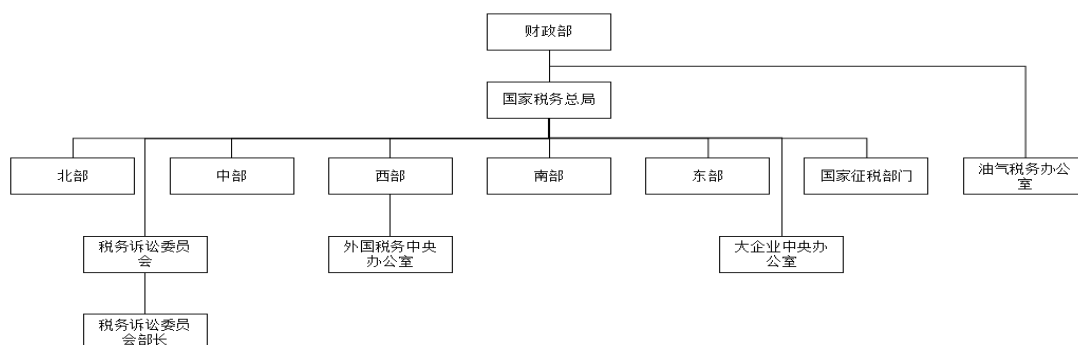 财政部
国家税务总局
北部
中部
西部
南部
东部
国家征税部门
油气税务办公
室
税务诉讼委员
会
外国税务中央
办公室
大企业中央办
公室
税务诉讼委员
会部长